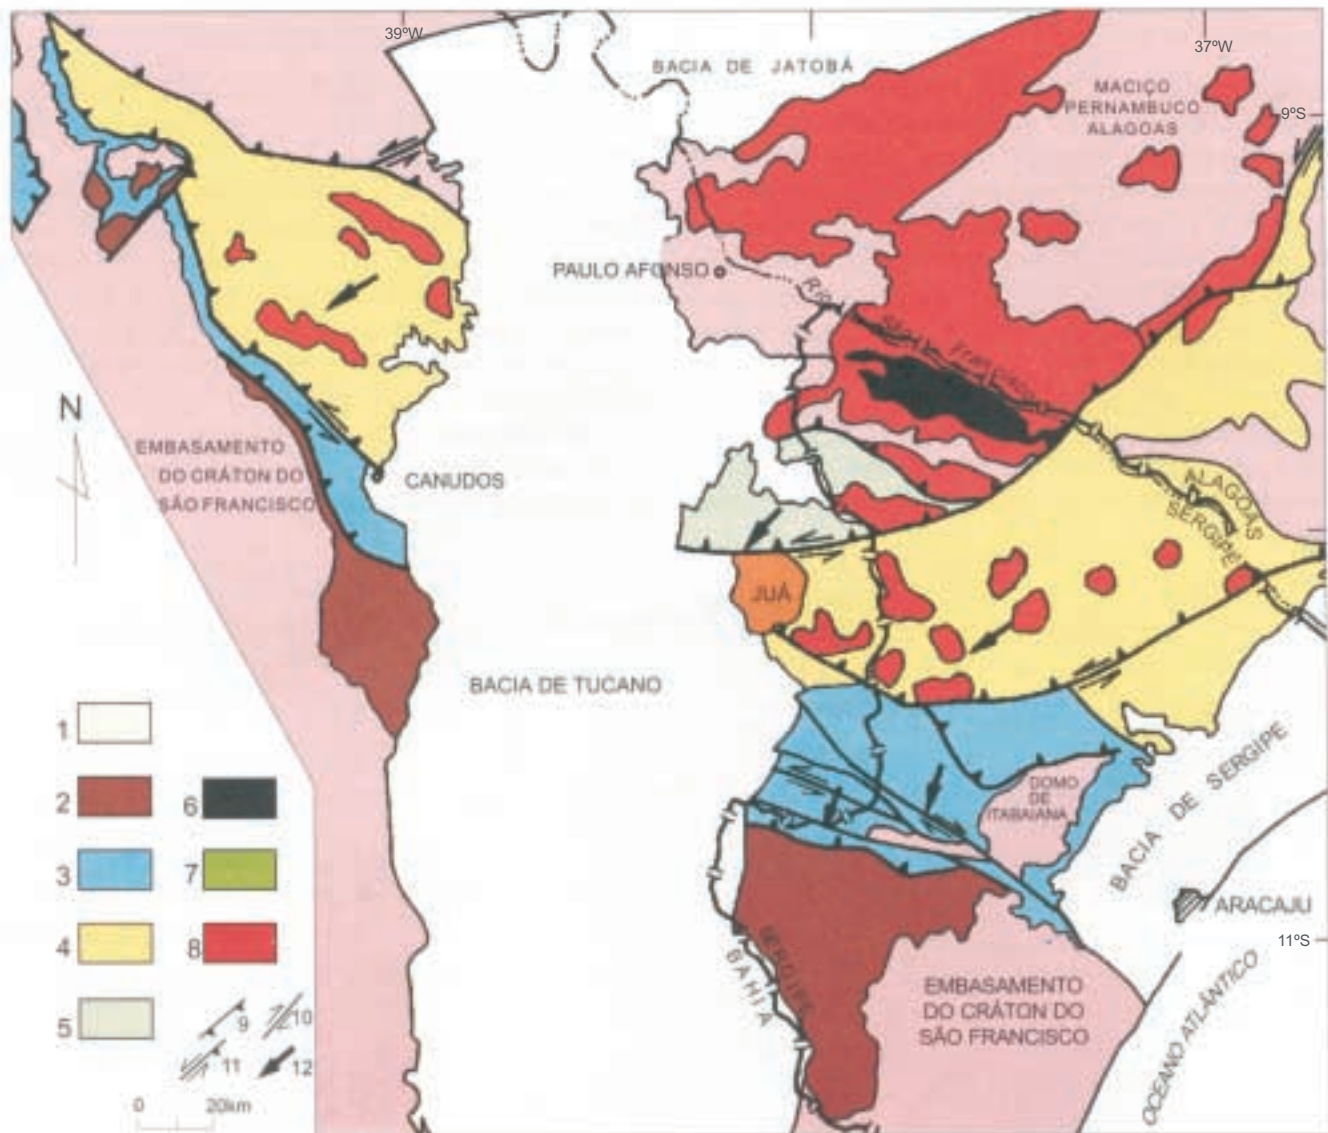 39ºW
37ºW
BACIA DE JATOBÁ
MACIÇO
PERNAMBUCO
ALAGOAS
9ºS
PAULO AFONSO
Rio
São Francisco
N
EMBASAMENTO
DO CRÁTON DO
SÃO FRANCISCO
CANUDOS
ALAGOAS
SERGIPE
JUÁ
BACIA DE TUCANO
DOMO
DE
ITABAIANA
BACIA DE SERGIPE
ARACAJU
11ºS
SERGIPE
BAHIA
EMBASAMENTO
DO CRÁTON DO
SÃO FRANCISCO
OCEANO ATLÂNTICO
1
2
6
3
7
4
8
5
9
10
11
12
0 20km